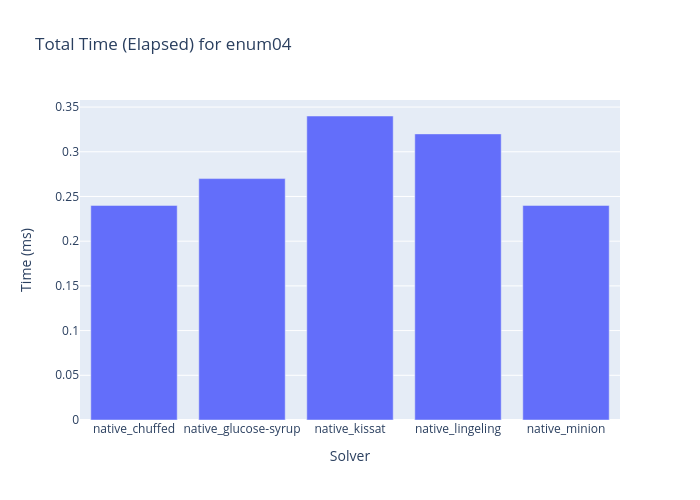 Total Time (Elapsed) for enum04
0.35
0.3
0.25
0.2
0.15
0.1
0.05
0
Time (ms)
native_chuffed native_glucose-syrup native_kissat native_lingeling native_minion
Solver